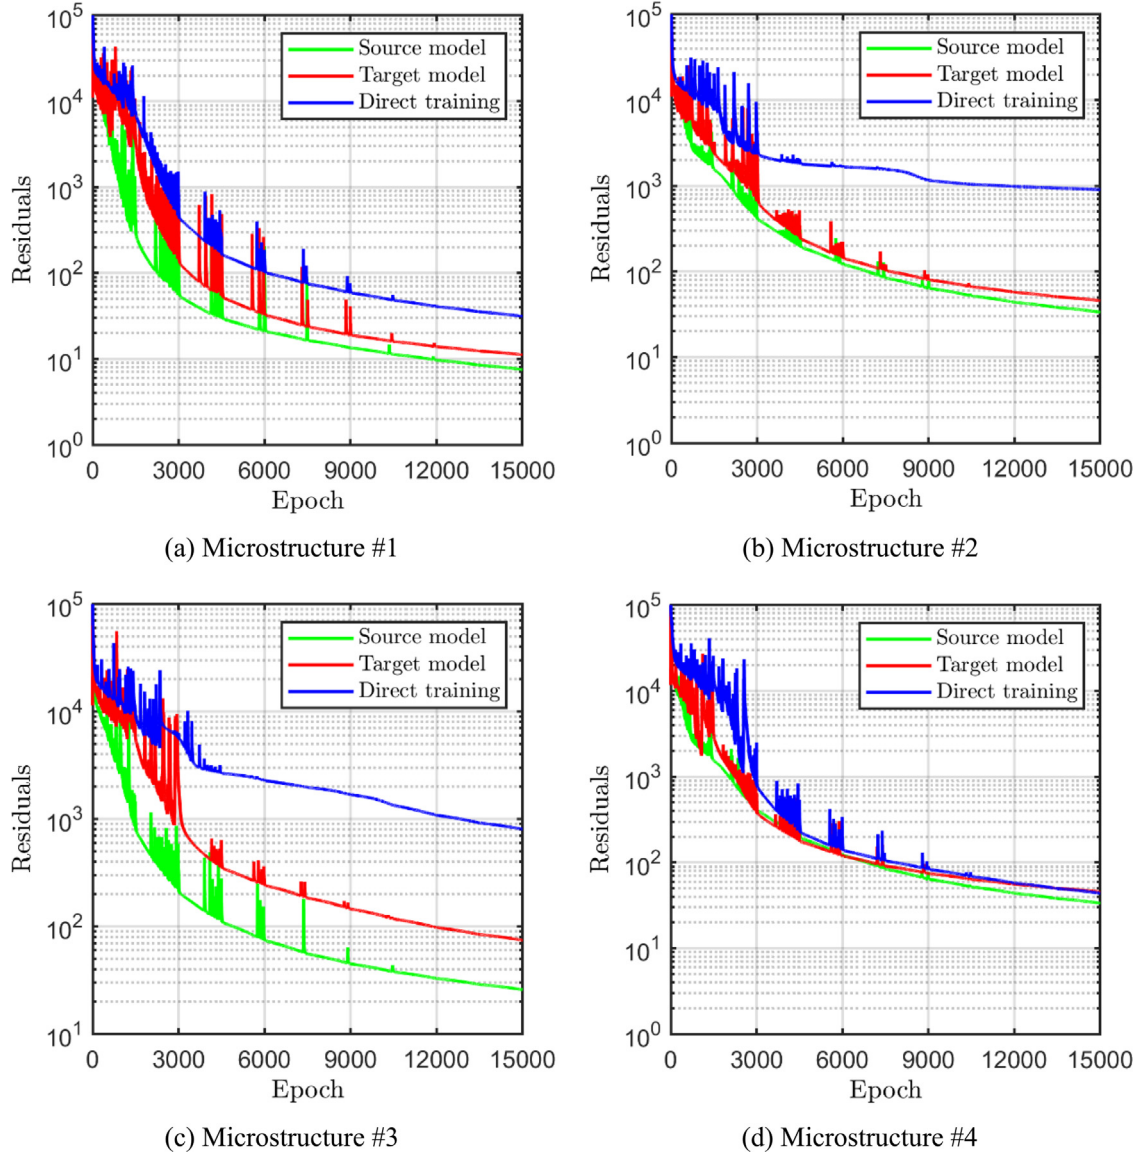 10^5
10^4
10^3
10^2
10^1
10^0
Residuals
Source model
Target model
Direct training
0 3000 6000 9000 12000 15000
Epoch
(a) Microstructure #1
10^5
10^4
10^3
10^2
10^1
10^0
Residuals
Source model
Target model
Direct training
0 3000 6000 9000 12000 15000
Epoch
(b) Microstructure #2
10^5
10^4
10^3
10^2
10^1
Residuals
Source model
Target model
Direct training
0 3000 6000 9000 12000 15000
Epoch
(c) Microstructure #3
10^5
10^4
10^3
10^2
10^1
10^0
Residuals
Source model
Target model
Direct training
0 3000 6000 9000 12000 15000
Epoch
(d) Microstructure #4